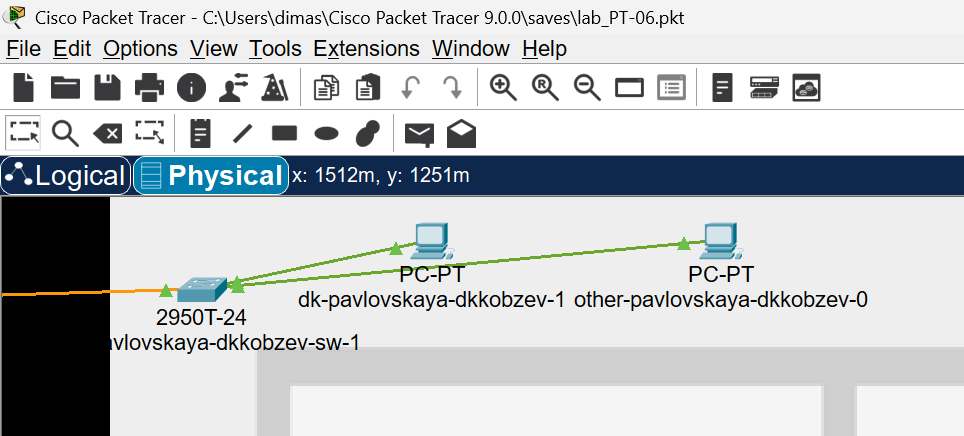 Cisco Packet Tracer - C:\Users\dimas\Cisco Packet Tracer 9.0.0\saves\lab_PT-06.pkt
File Edit Options View Tools Extensions Window Help
Logical Physical x: 1512m, y: 1251m
PC-PT PC-PT
dk-pavlovskaya-dkkobzev-1 other-pavlovskaya-dkkobzev-0
2950T-24
avlovskaya-dkkobzev-sw-1